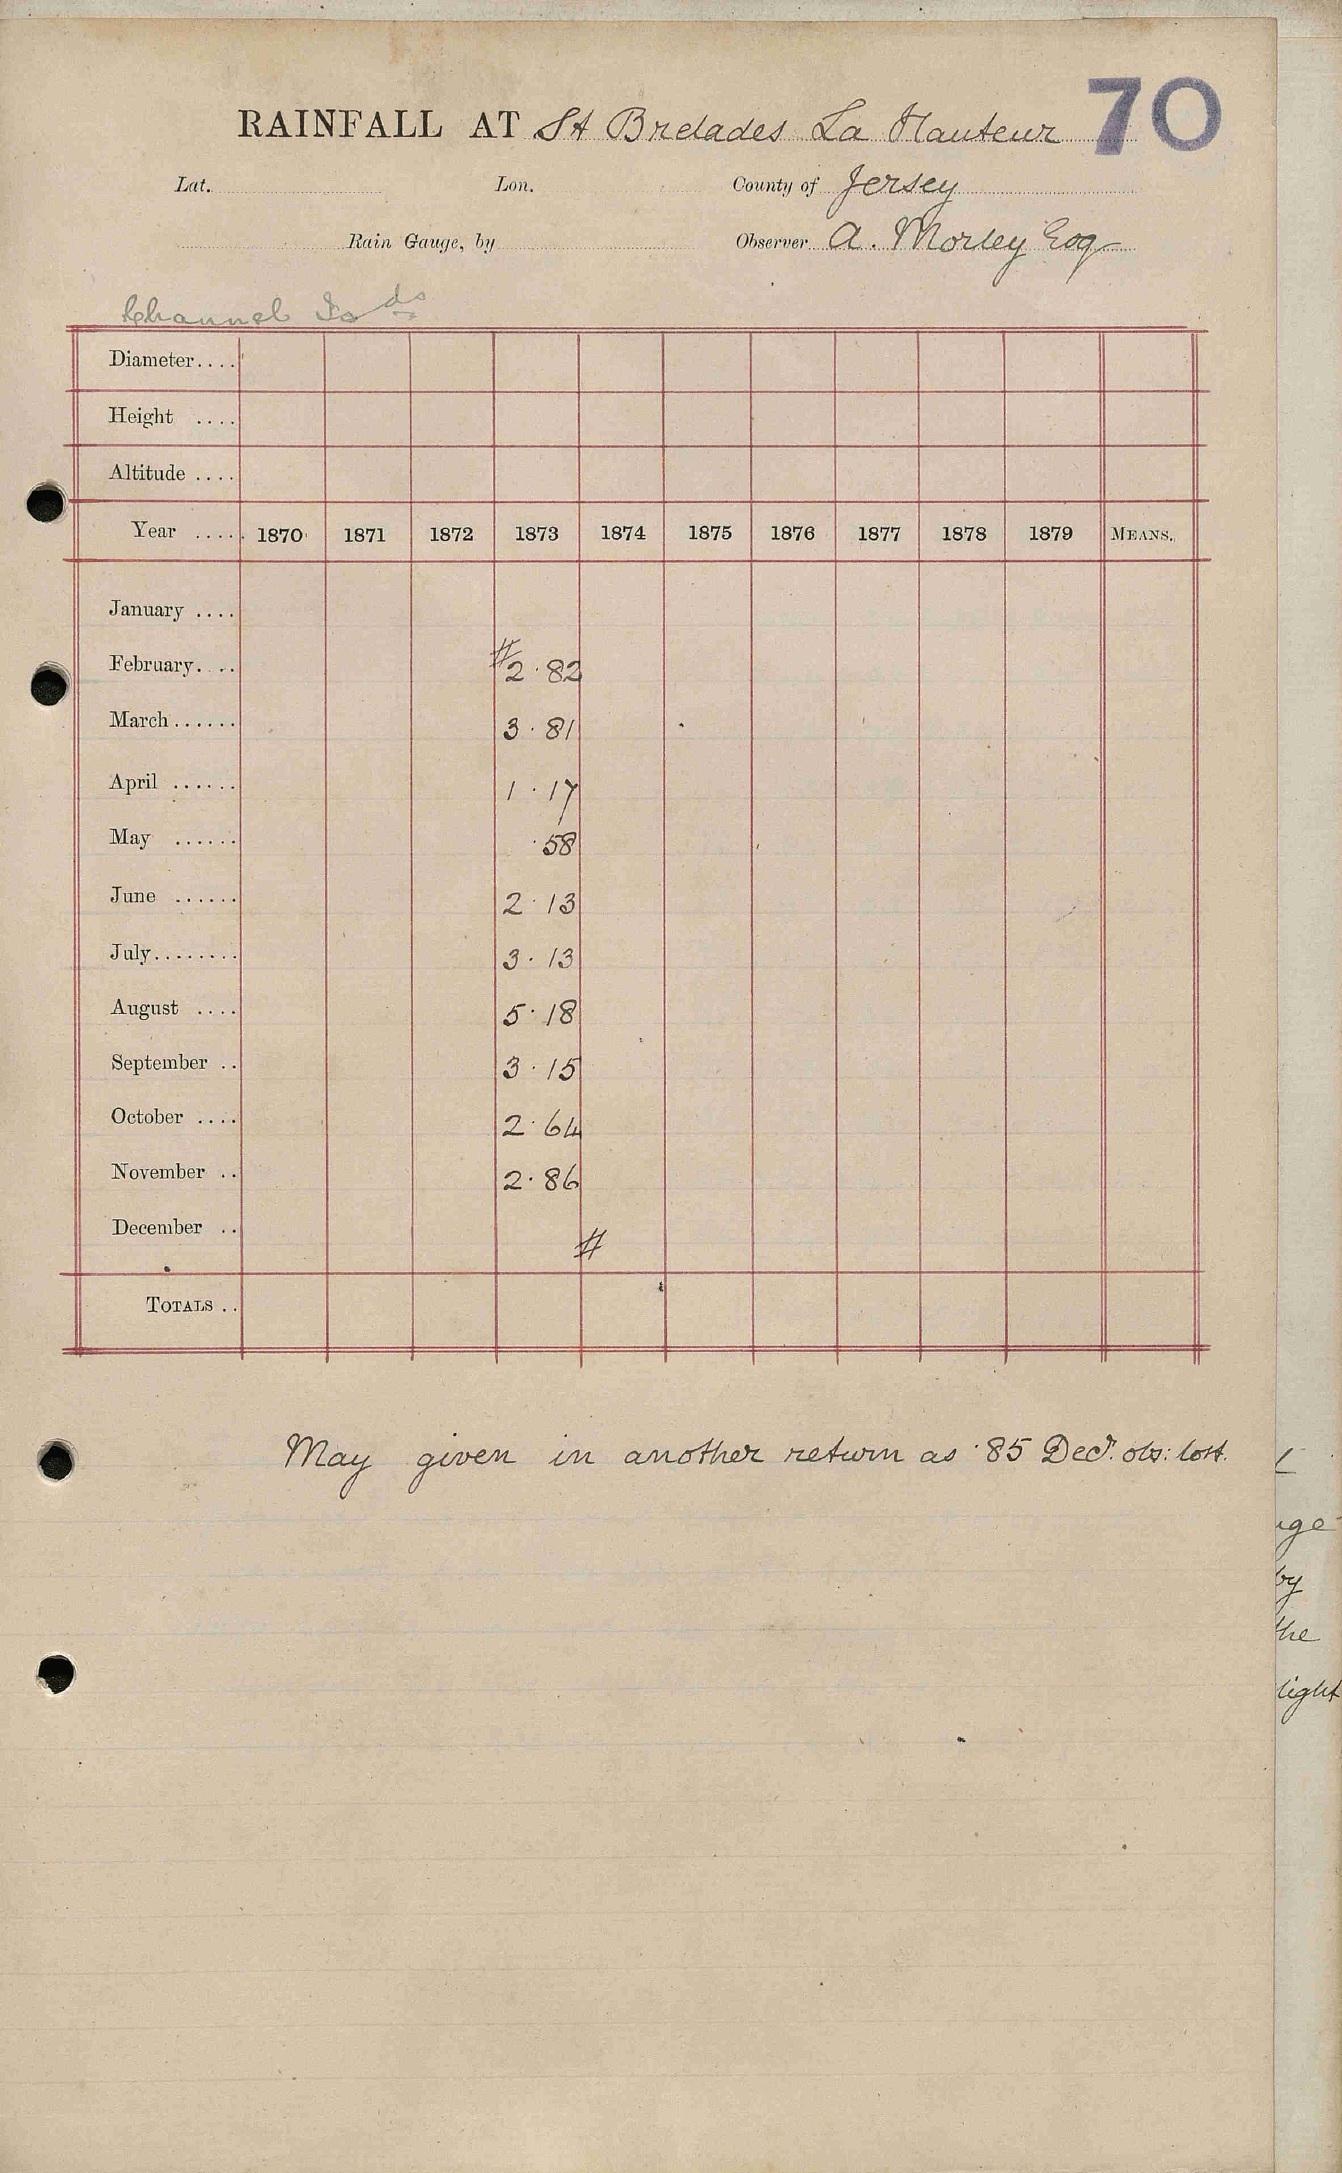 70
RAINFALL AT St Brelades La Hauteur
Lat. Lon. County of Jersey
Rain Gauge, by Observer A. Morley Esq
Channel Isds
Diameter....
Height ....
Altitude ....
Year .... 1870 1871 1872 1873 1874 1875 1876 1877 1878 1879 MEANS.
January ....
February.... #2.82
March...... 3.81
April ...... 1.17
May ...... .58
June ...... 2.13
July........ 3.13
August .... 5.18
September .. 3.15
October .... 2.64
November .. 2.86
December .. #
TOTALS ..
May given in another return as .85 Decr. obs: lost.
by
the
light